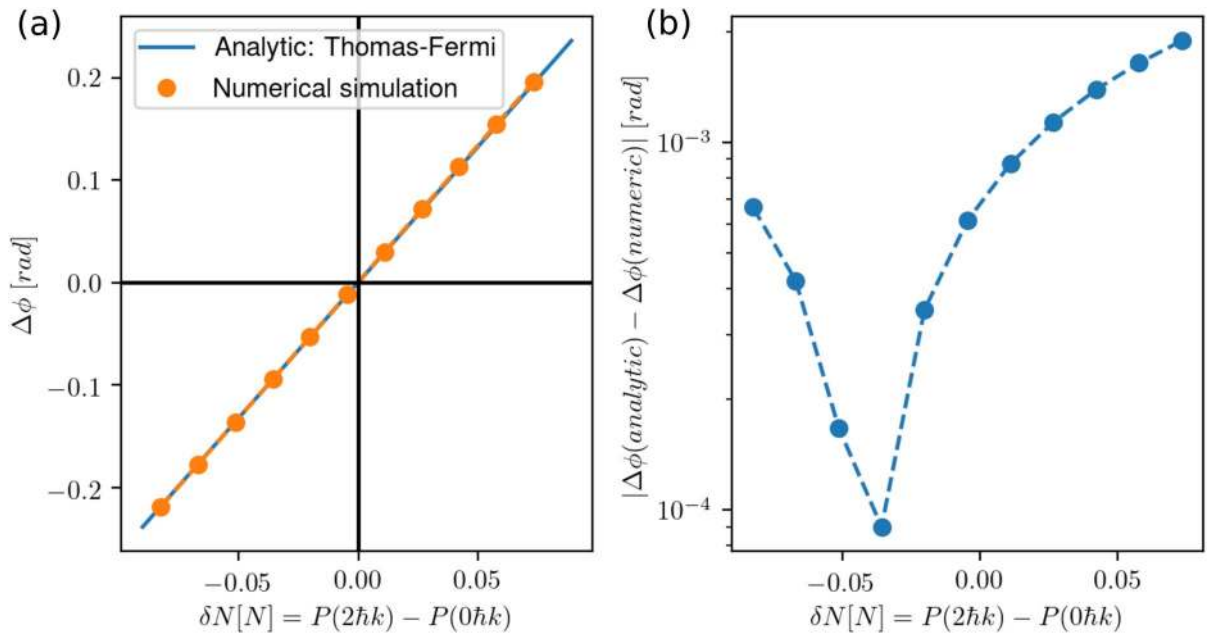 (a)
Analytic: Thomas-Fermi
Numerical simulation
0.2
0.1
0.0
−0.1
−0.2
Δϕ [rad]
−0.05
0.00
0.05
δN[N] = P(2ħk) − P(0ħk)
(b)
10⁻³
10⁻⁴
|Δϕ(analytic) − Δϕ(numeric)| [rad]
−0.05
0.00
0.05
δN[N] = P(2ħk) − P(0ħk)